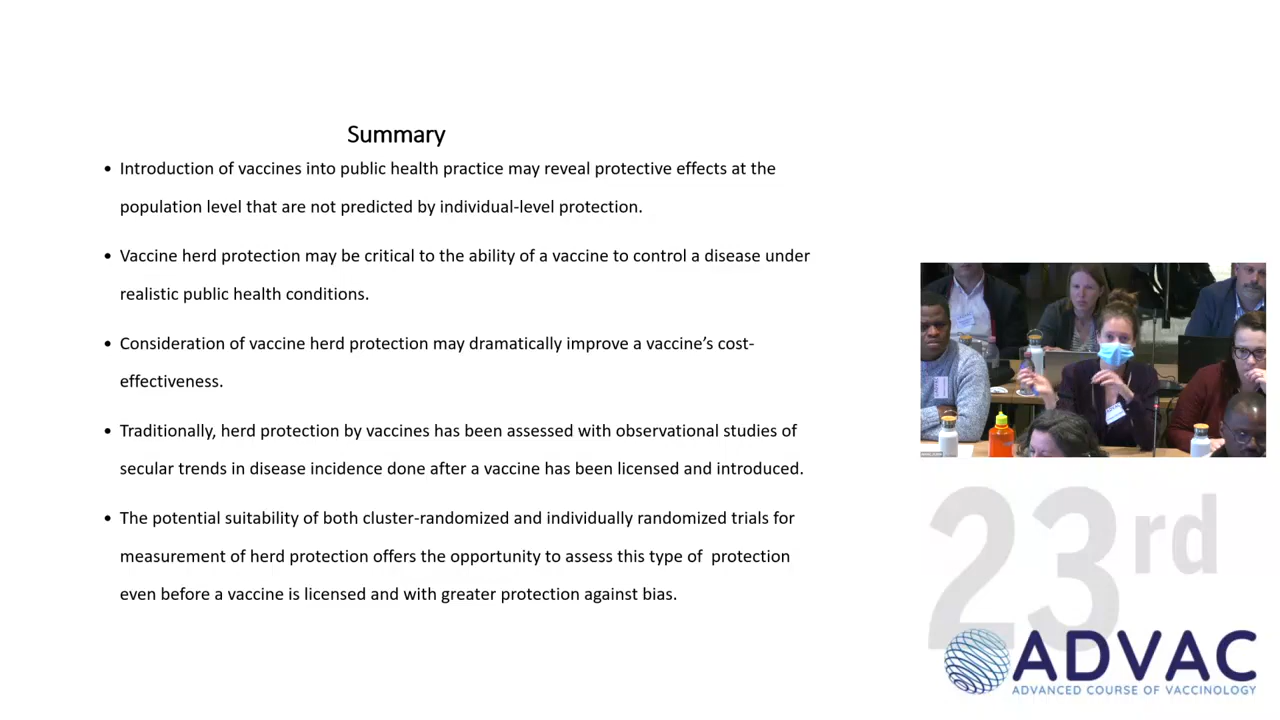 Summary
• Introduction of vaccines into public health practice may reveal protective effects at the
population level that are not predicted by individual-level protection.
• Vaccine herd protection may be critical to the ability of a vaccine to control a disease under
realistic public health conditions.
• Consideration of vaccine herd protection may dramatically improve a vaccine’s cost-
effectiveness.
• Traditionally, herd protection by vaccines has been assessed with observational studies of
secular trends in disease incidence done after a vaccine has been licensed and introduced.
• The potential suitability of both cluster-randomized and individually randomized trials for
measurement of herd protection offers the opportunity to assess this type of  protection
even before a vaccine is licensed and with greater protection against bias.
23rd
ADVAC
ADVANCED COURSE OF VACCINOLOGY